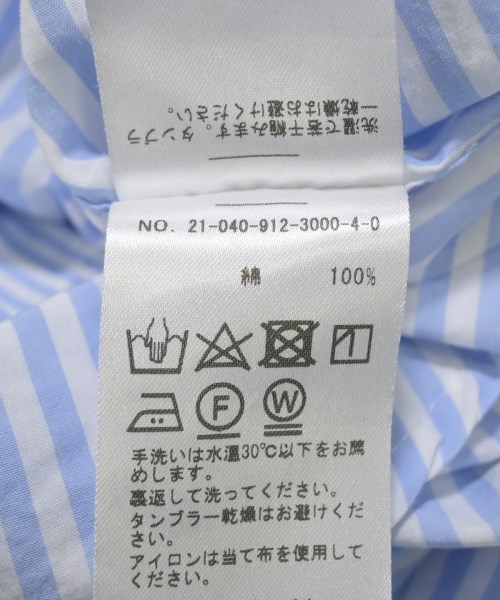 洗濯で若干縮みます。タンブラ
ー乾燥はお避けください。
NO. 21-040-912-3000-4-0
綿 100%
F
W
手洗いは水温30℃以下をお薦
めします。
裏返して洗ってください。
タンブラー乾燥はお避けくださ
い。
アイロンは当て布を使用して
ください。